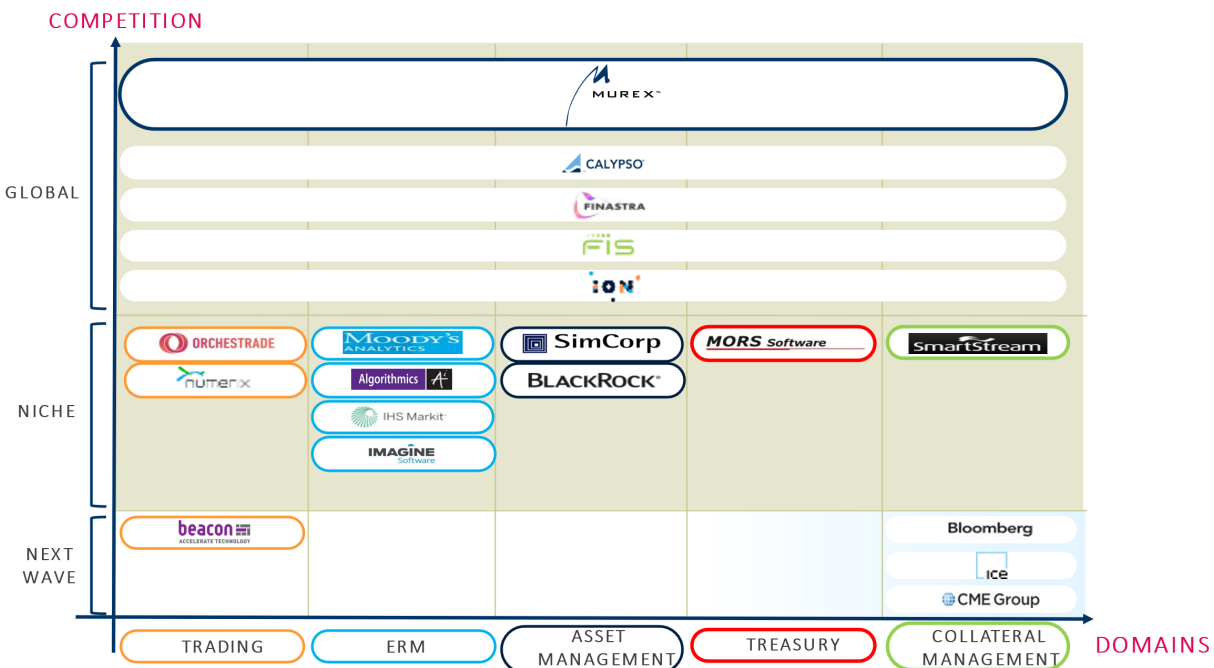 COMPETITION
MUREX™
CALYPSO
FINASTRA
GLOBAL
FIS
ION
ORCHESTRADE
MOODY'S
ANALYTICS
SimCorp
MORS Software
SmartStream
numerix
Algorithmics Ai
BLACKROCK®
NICHE
IHS Markit
IMAGINE
Software
beacon
ACCELERATE TECHNOLOGY
Bloomberg
NEXT
WAVE
ice
CME Group
TRADING
ERM
ASSET
MANAGEMENT
TREASURY
COLLATERAL
MANAGEMENT
DOMAINS